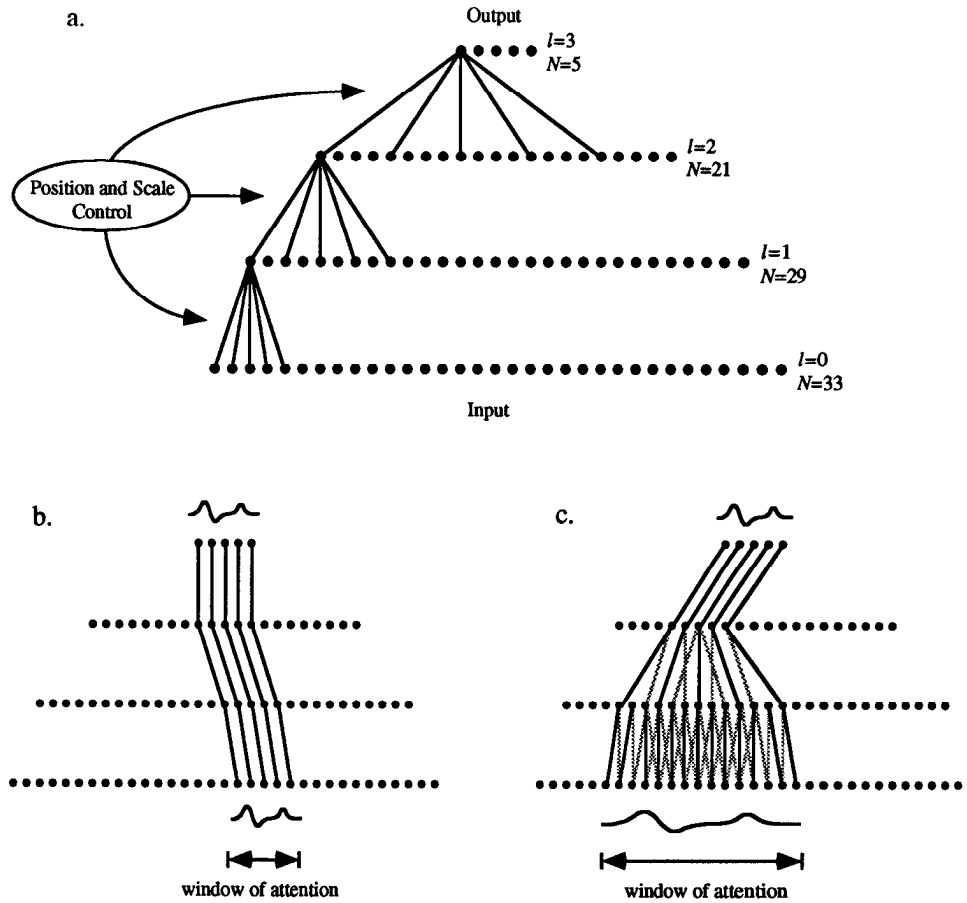 a.
Output
l=3
N=5
l=2
N=21
Position and Scale
Control
l=1
N=29
l=0
N=33
Input
b.
c.
window of attention
window of attention